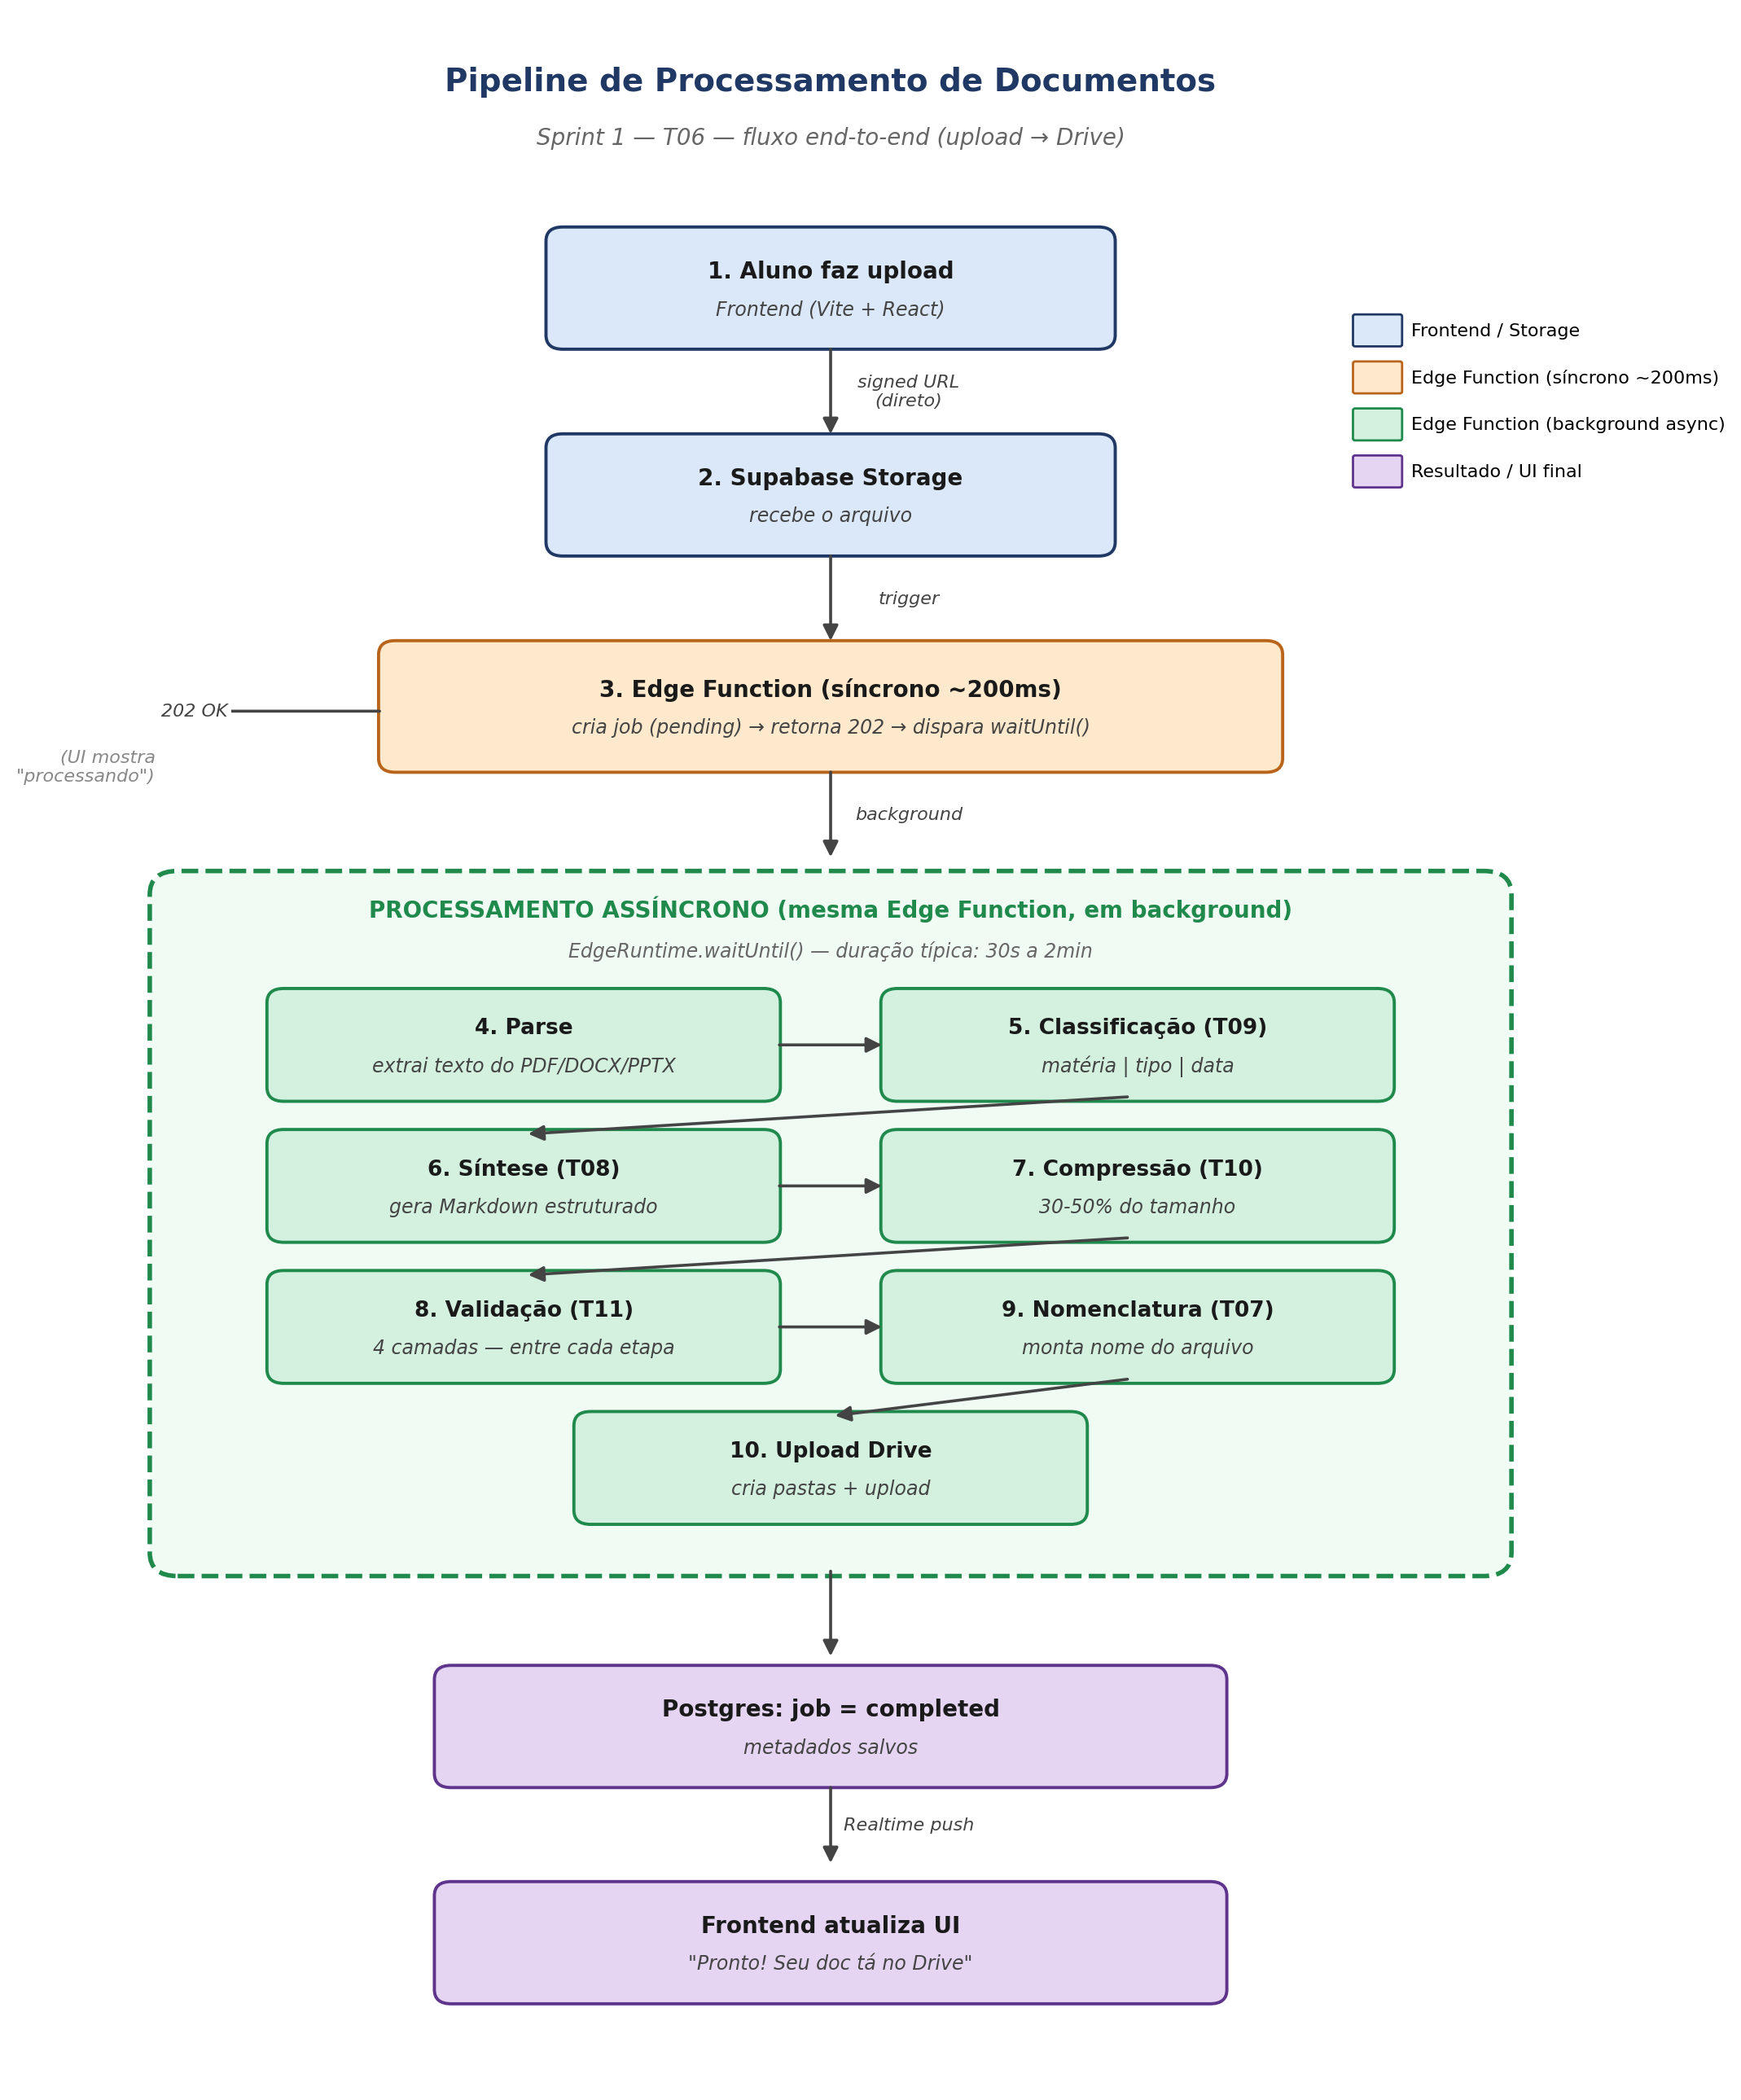 Pipeline de Processamento de Documentos
Sprint 1 — T06 — fluxo end-to-end (upload → Drive)
1. Aluno faz upload
Frontend (Vite + React)
Frontend / Storage
Edge Function (síncrono ~200ms)
Edge Function (background async)
Resultado / UI final
signed URL
(direto)
2. Supabase Storage
recebe o arquivo
trigger
3. Edge Function (síncrono ~200ms)
cria job (pending) → retorna 202 → dispara waitUntil()
202 OK
(UI mostra
"processando")
background
PROCESSAMENTO ASSÍNCRONO (mesma Edge Function, em background)
EdgeRuntime.waitUntil() — duração típica: 30s a 2min
4. Parse
extrai texto do PDF/DOCX/PPTX
5. Classificação (T09)
matéria | tipo | data
6. Síntese (T08)
gera Markdown estruturado
7. Compressão (T10)
30-50% do tamanho
8. Validação (T11)
4 camadas — entre cada etapa
9. Nomenclatura (T07)
monta nome do arquivo
10. Upload Drive
cria pastas + upload
Postgres: job = completed
metadados salvos
Realtime push
Frontend atualiza UI
"Pronto! Seu doc tá no Drive"